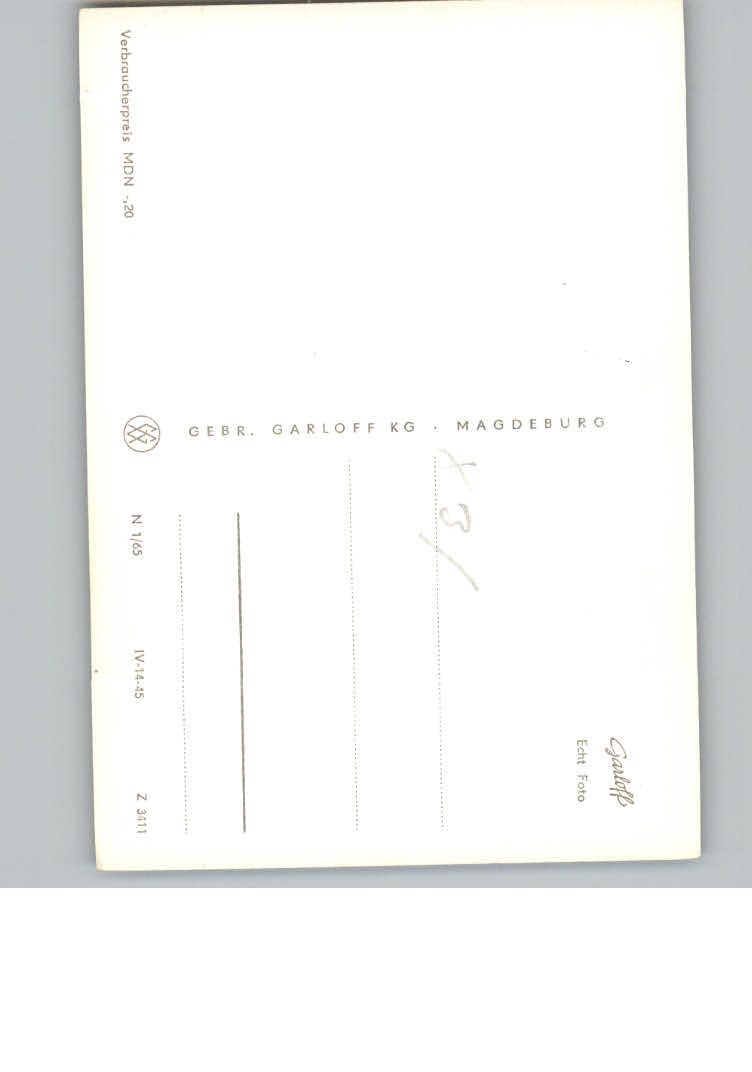 Verbraucherpreis MDN -,20
GEBR. GARLOFF KG · MAGDEBURG
Garloff
Echt Foto
N 1/65 IV-14-45 Z 3411